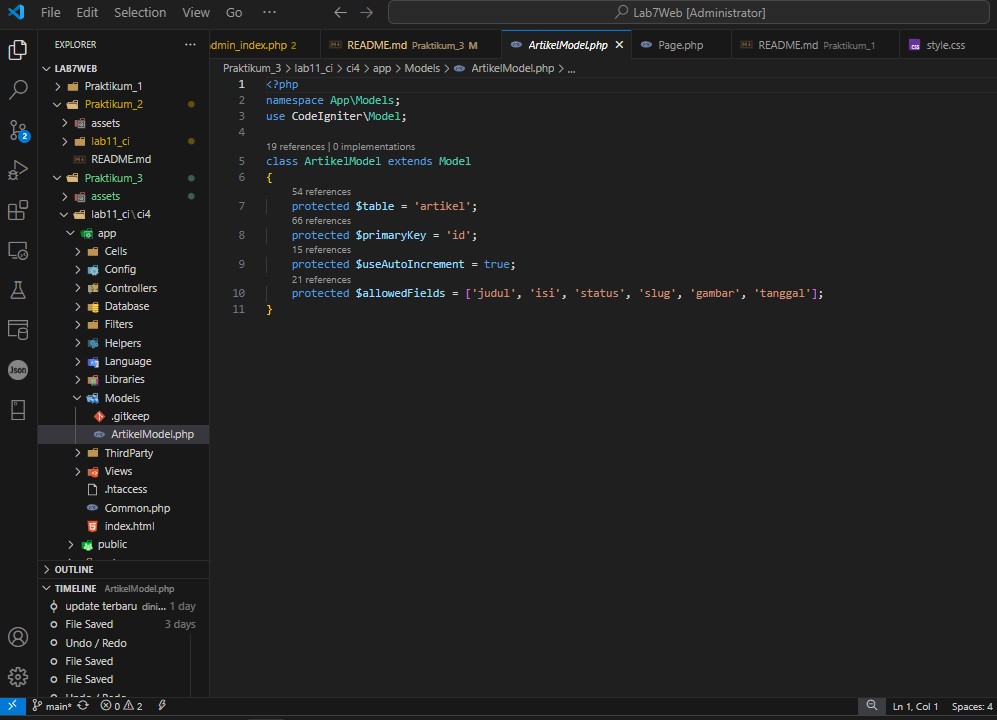 File Edit Selection View Go ··· Lab7Web [Administrator]
EXPLORER ···
dmin_index.php 2 README.md Praktikum_3 M ArtikelModel.php Page.php README.md Praktikum_1 style.css
Praktikum_3 > lab11_ci > ci4 > app > Models > ArtikelModel.php > ...
LAB7WEB
Praktikum_1
Praktikum_2
assets
lab11_ci
README.md
Praktikum_3
assets
lab11_ci\ci4
app
Cells
Config
Controllers
Database
Filters
Helpers
Language
Libraries
Models
.gitkeep
ArtikelModel.php
ThirdParty
Views
.htaccess
Common.php
index.html
public
OUTLINE
TIMELINE ArtikelModel.php
update terbaru dini... 1 day
File Saved 3 days
Undo / Redo
File Saved
File Saved
Undo / Redo
2
Json
1 <?php
2 namespace App\Models;
3 use CodeIgniter\Model;
4
19 references | 0 implementations
5 class ArtikelModel extends Model
6 {
54 references
7 protected $table = 'artikel';
66 references
8 protected $primaryKey = 'id';
15 references
9 protected $useAutoIncrement = true;
21 references
10 protected $allowedFields = ['judul', 'isi', 'status', 'slug', 'gambar', 'tanggal'];
11 }
main* 0 2 Ln 1, Col 1 Spaces: 4